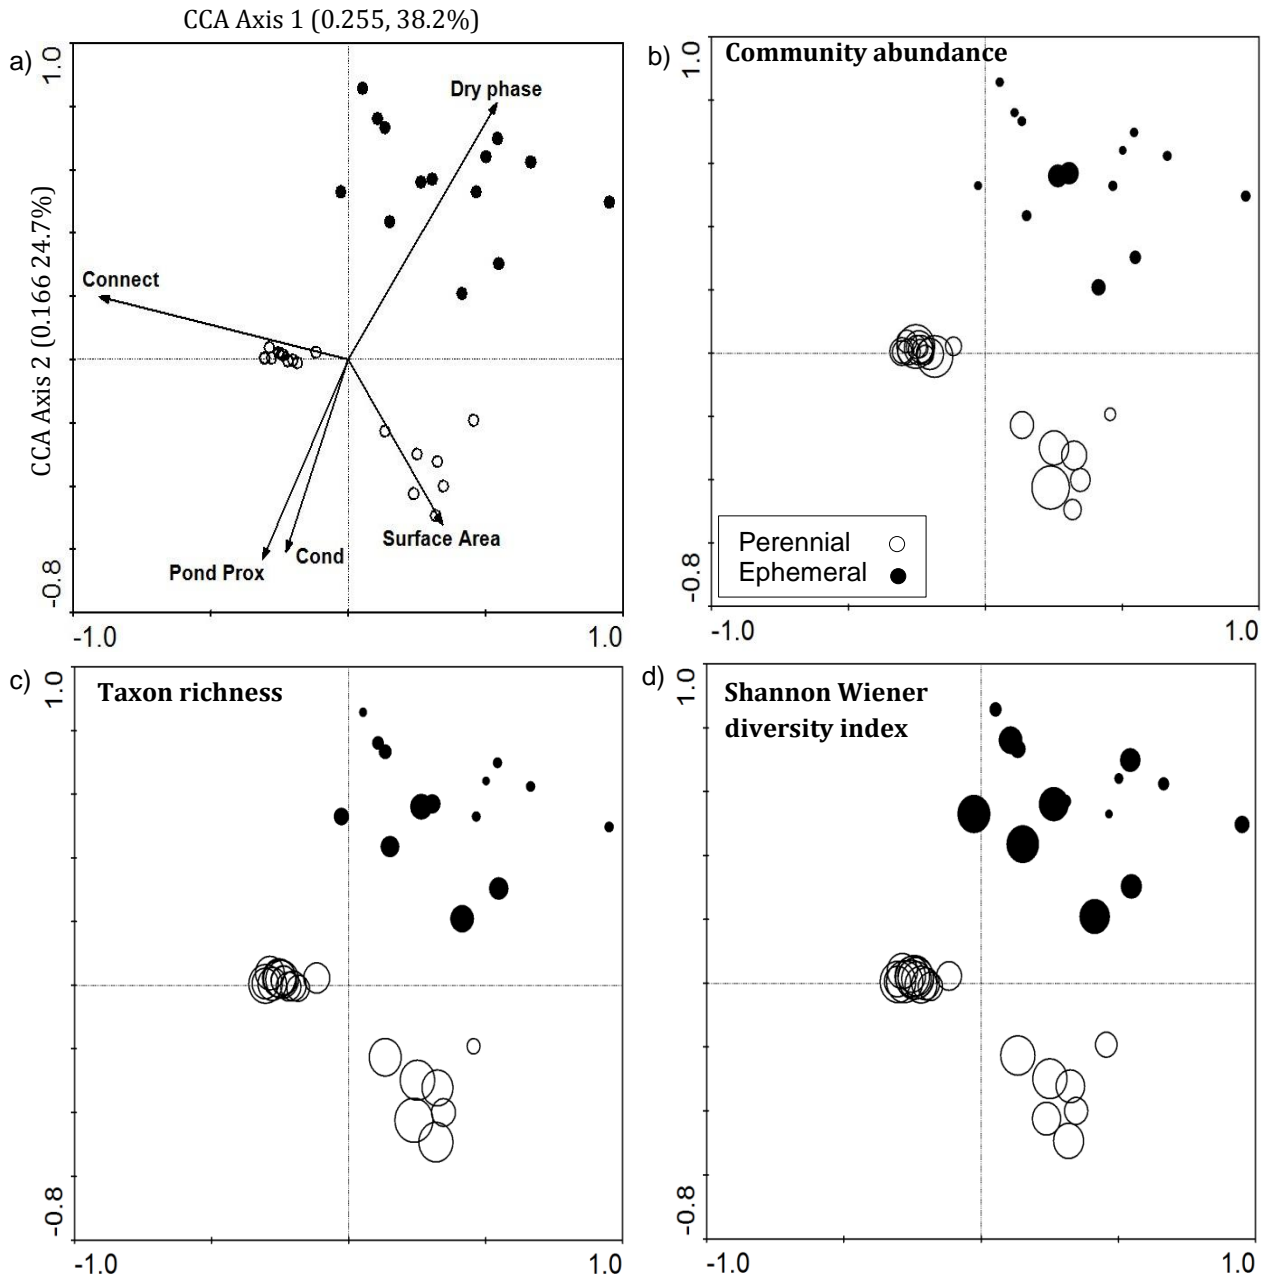 CCA Axis 1 (0.255, 38.2%)
a)
CCA Axis 2 (0.166 24.7%)
1.0
-0.8
-1.0
1.0
Dry phase
Connect
Surface Area
Cond
Pond Prox
b)
Community abundance
1.0
-0.8
-1.0
1.0
Perennial
Ephemeral
c)
Taxon richness
1.0
-0.8
-1.0
1.0
d)
Shannon Wiener
diversity index
1.0
-0.8
-1.0
1.0